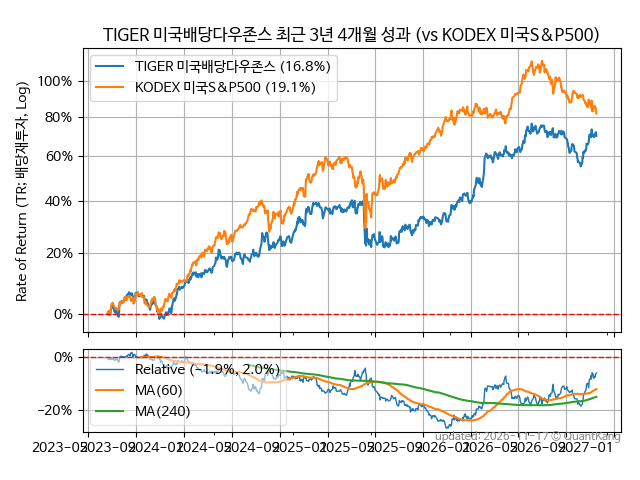 TIGER 미국배당다우존스 최근 3년 4개월 성과 (vs KODEX 미국S&P500)
Rate of Return (TR: 배당재투자, Log)
TIGER 미국배당다우존스 (16.8%)
KODEX 미국S&P500 (19.1%)
100%
80%
60%
40%
20%
0%
Relative (−1.9%, 2.0%)
MA(60)
MA(240)
0%
−20%
updated: 2026-11-17 © QuantKang
2023-05 2023-09 2024-01 2024-05 2024-09 2025-01 2025-05 2025-09 2026-01 2026-05 2026-09 2027-01